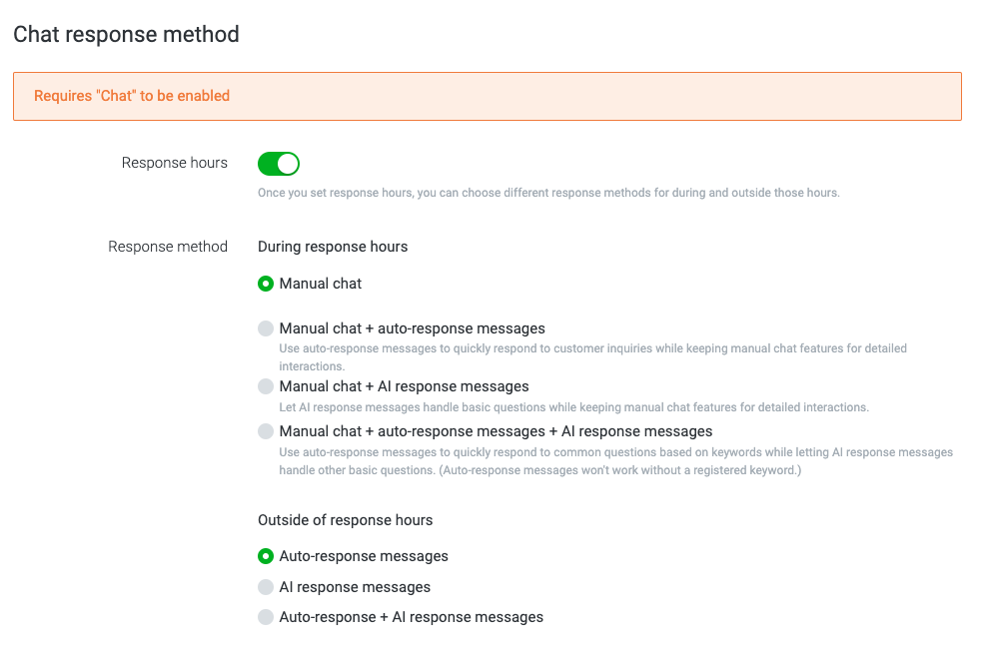 Chat response method
Requires "Chat" to be enabled
Response hours
Once you set response hours, you can choose different response methods for during and outside those hours.
Response method
During response hours
Manual chat
Manual chat + auto-response messages
Use auto-response messages to quickly respond to customer inquiries while keeping manual chat features for detailed
interactions.
Manual chat + AI response messages
Let AI response messages handle basic questions while keeping manual chat features for detailed interactions.
Manual chat + auto-response messages + AI response messages
Use auto-response messages to quickly respond to common questions based on keywords while letting AI response messages
handle other basic questions. (Auto-response messages won't work without a registered keyword.)
Outside of response hours
Auto-response messages
AI response messages
Auto-response + AI response messages